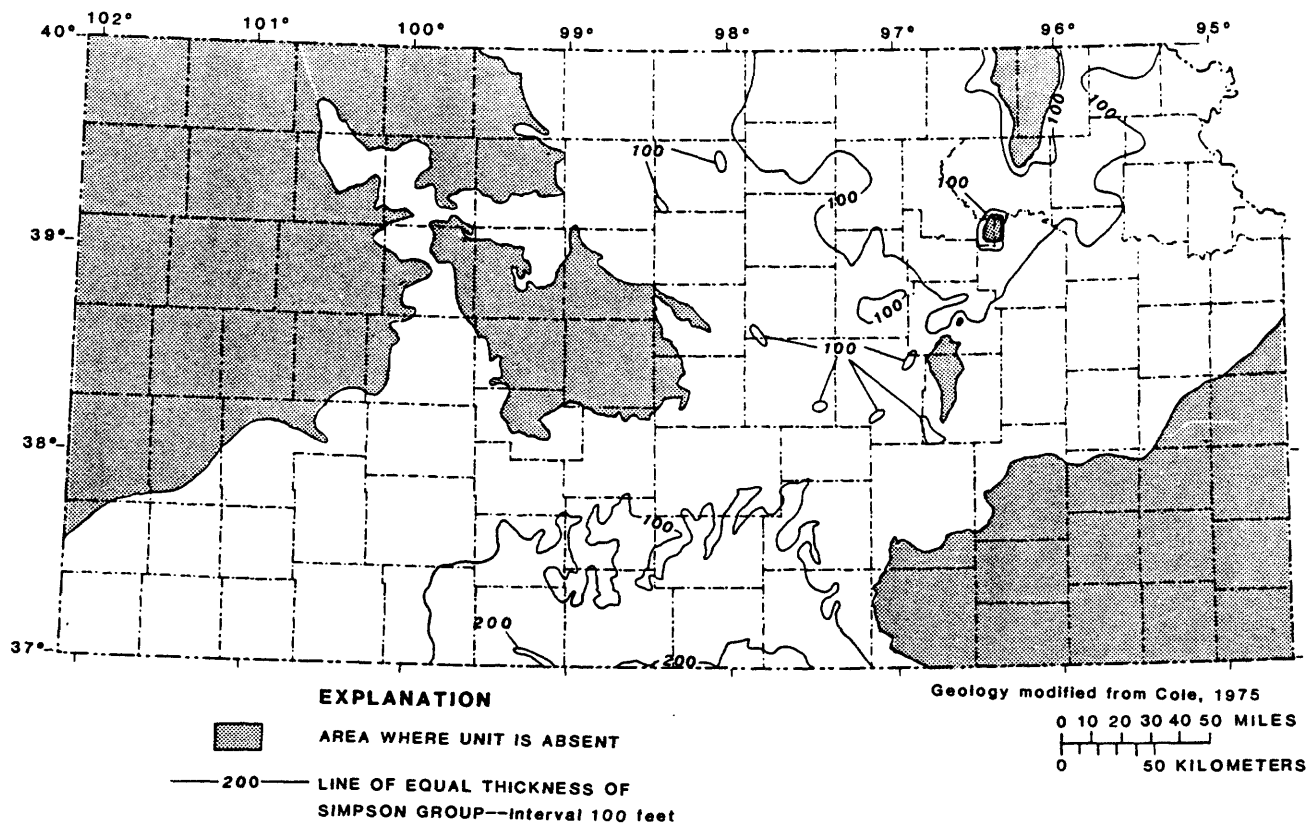 102° 101° 100° 99° 98° 97° 96° 95°
40°
100
100
100
100
100
39°
100
100
38°
100
200
37°
200
EXPLANATION
AREA WHERE UNIT IS ABSENT
200 LINE OF EQUAL THICKNESS OF
SIMPSON GROUP--Interval 100 feet
Geology modified from Cole, 1975
0 10 20 30 40 50 MILES
0 50 KILOMETERS